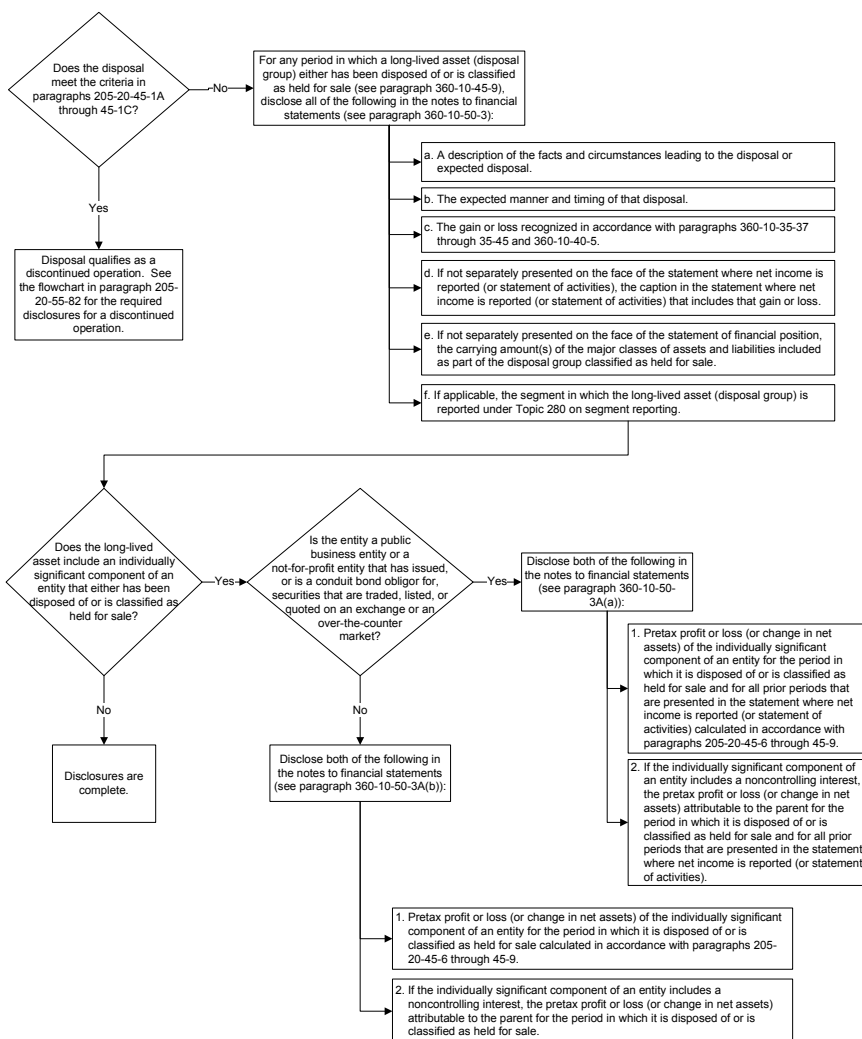 Does the disposal
meet the criteria in
paragraphs 205-20-45-1A
through 45-1C?
No
For any period in which a long-lived asset (disposal
group) either has been disposed of or is classified
as held for sale (see paragraph 360-10-45-9),
disclose all of the following in the notes to financial
statements (see paragraph 360-10-50-3):
a. A description of the facts and circumstances leading to the disposal or
expected disposal.
b. The expected manner and timing of that disposal.
c. The gain or loss recognized in accordance with paragraphs 360-10-35-37
through 35-45 and 360-10-40-5.
d. If not separately presented on the face of the statement where net income is
reported (or statement of activities), the caption in the statement where net
income is reported (or statement of activities) that includes that gain or loss.
e. If not separately presented on the face of the statement of financial position,
the carrying amount(s) of the major classes of assets and liabilities included
as part of the disposal group classified as held for sale.
f. If applicable, the segment in which the long-lived asset (disposal group) is
reported under Topic 280 on segment reporting.
Yes
Disposal qualifies as a
discontinued operation. See
the flowchart in paragraph 205-
20-55-82 for the required
disclosures for a discontinued
operation.
Does the long-lived
asset include an individually
significant component of an
entity that either has been
disposed of or is classified as
held for sale?
Yes
Is the entity a public
business entity or a
not-for-profit entity that has issued,
or is a conduit bond obligor for,
securities that are traded, listed, or
quoted on an exchange or an
over-the-counter
market?
Yes
Disclose both of the following in
the notes to financial statements
(see paragraph 360-10-50-
3A(a)):
1. Pretax profit or loss (or change in net
assets) of the individually significant
component of an entity for the period in
which it is disposed of or is classified as
held for sale and for all prior periods that
are presented in the statement where net
income is reported (or statement of
activities) calculated in accordance with
paragraphs 205-20-45-6 through 45-9.
2. If the individually significant component of
an entity includes a noncontrolling interest,
the pretax profit or loss (or change in net
assets) attributable to the parent for the
period in which it is disposed of or is
classified as held for sale and for all prior
periods that are presented in the statement
where net income is reported (or statement
of activities).
No
Disclosures are
complete.
No
Disclose both of the following in
the notes to financial statements
(see paragraph 360-10-50-3A(b)):
1. Pretax profit or loss (or change in net assets) of the individually significant
component of an entity for the period in which it is disposed of or is
classified as held for sale calculated in accordance with paragraphs 205-
20-45-6 through 45-9.
2. If the individually significant component of an entity includes a
noncontrolling interest, the pretax profit or loss (or change in net assets)
attributable to the parent for the period in which it is disposed of or is
classified as held for sale.